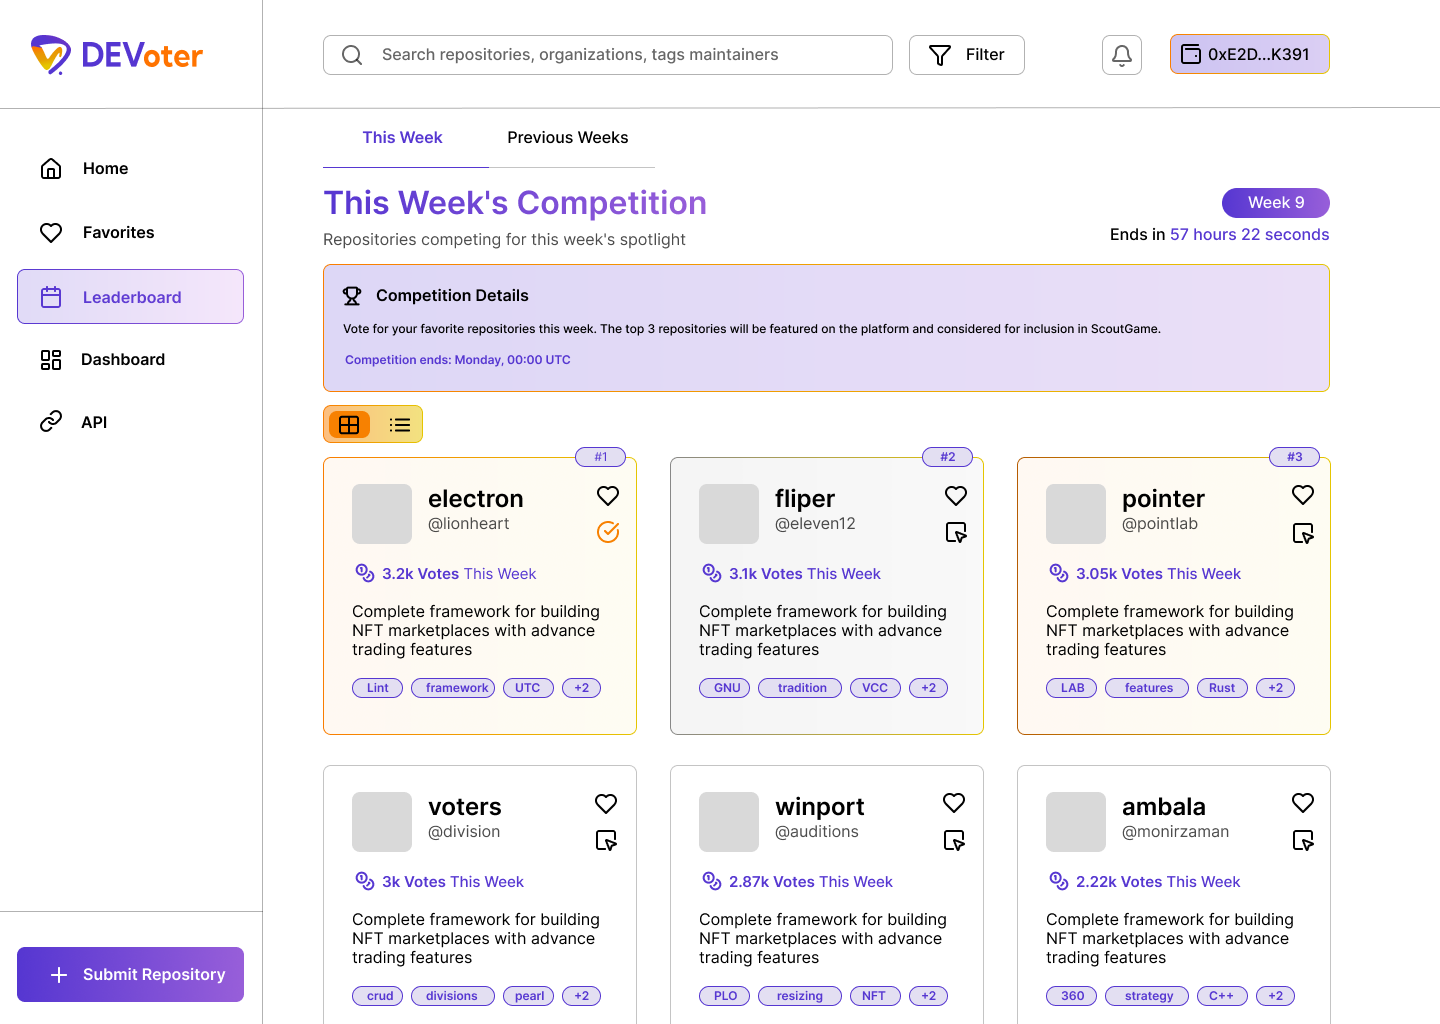 DEVoter
Search repositories, organizations, tags maintainers
Filter
0xE2D...K391
Home
Favorites
Leaderboard
Dashboard
API
Submit Repository
This Week
Previous Weeks
This Week's Competition
Week 9
Repositories competing for this week's spotlight
Ends in 57 hours 22 seconds
Competition Details
Vote for your favorite repositories this week. The top 3 repositories will be featured on the platform and considered for inclusion in ScoutGame.
Competition ends: Monday, 00:00 UTC
#1
electron
@lionheart
3.2k Votes This Week
Complete framework for building
NFT marketplaces with advance
trading features
Lint framework UTC +2
#2
fliper
@eleven12
3.1k Votes This Week
Complete framework for building
NFT marketplaces with advance
trading features
GNU tradition VCC +2
#3
pointer
@pointlab
3.05k Votes This Week
Complete framework for building
NFT marketplaces with advance
trading features
LAB features Rust +2
voters
@division
3k Votes This Week
Complete framework for building
NFT marketplaces with advance
trading features
crud divisions pearl +2
winport
@auditions
2.87k Votes This Week
Complete framework for building
NFT marketplaces with advance
trading features
PLO resizing NFT +2
ambala
@monirzaman
2.22k Votes This Week
Complete framework for building
NFT marketplaces with advance
trading features
360 strategy C++ +2